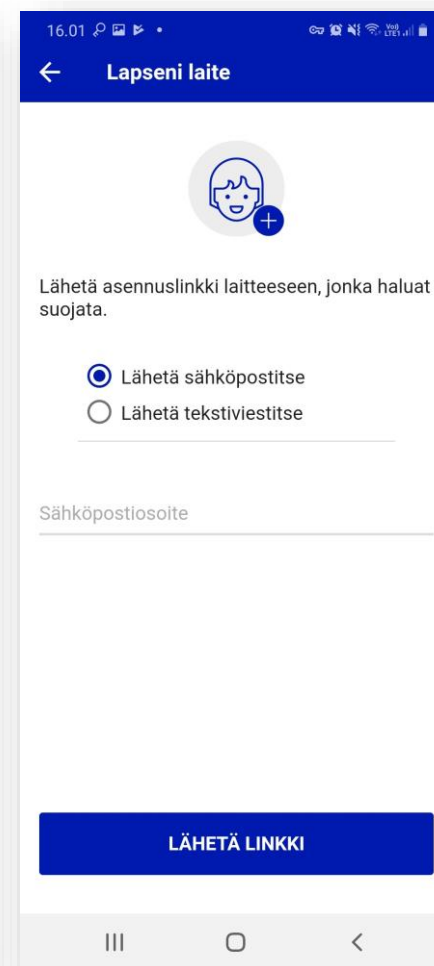 16.01
Lapseni laite
Lähetä asennuslinkki laitteeseen, jonka haluat
suojata.
Lähetä sähköpostitse
Lähetä tekstiviestitse
Sähköpostiosoite
LÄHETÄ LINKKI